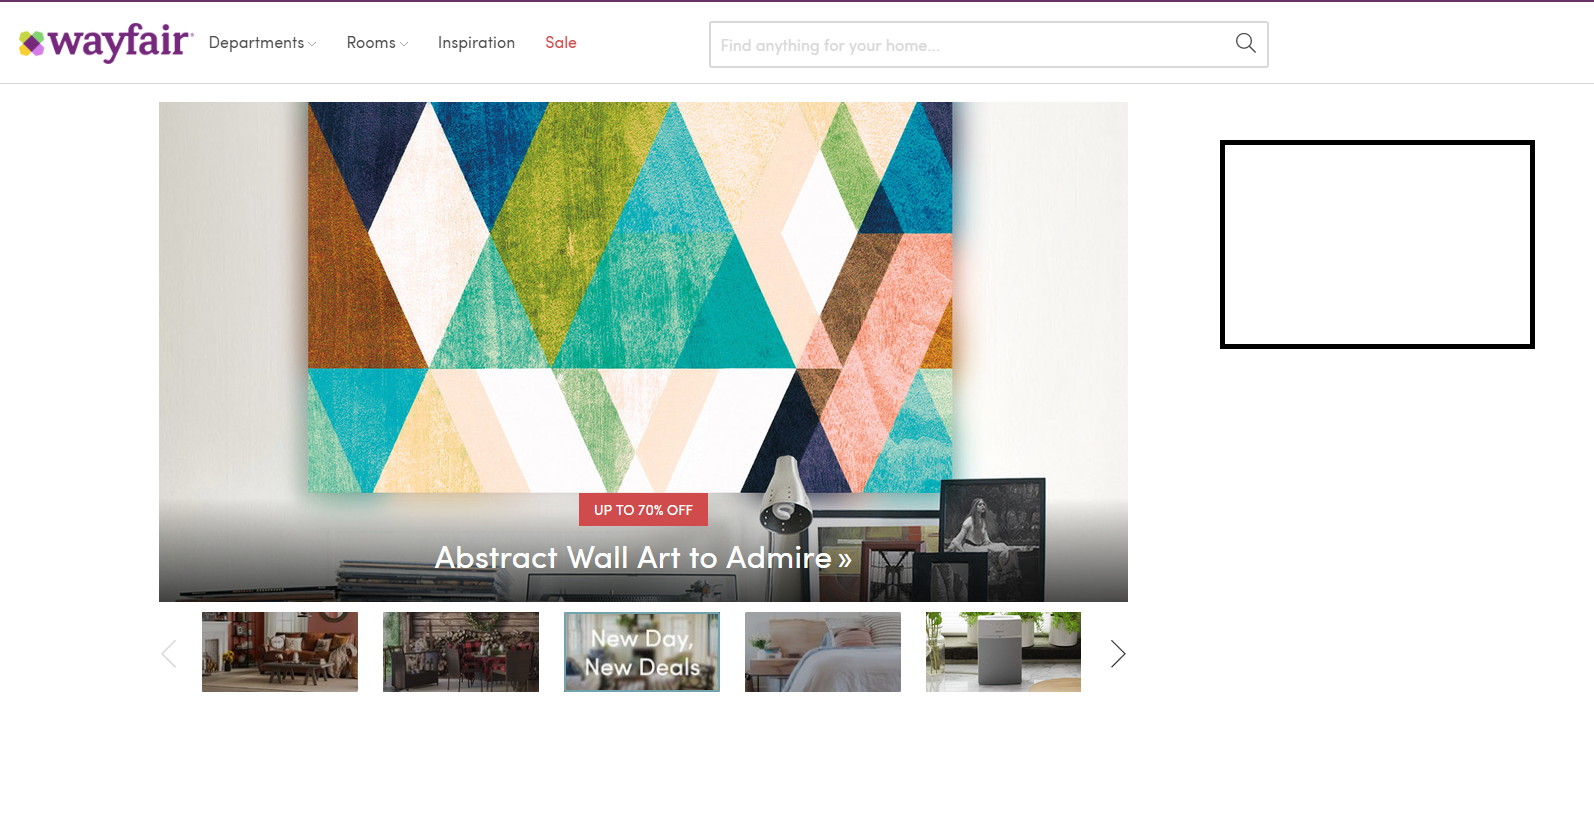 wayfair
Departments
Rooms
Inspiration
Sale
Find anything for your home...
UP TO 70% OFF
Abstract Wall Art to Admire »
New Day,
New Deals